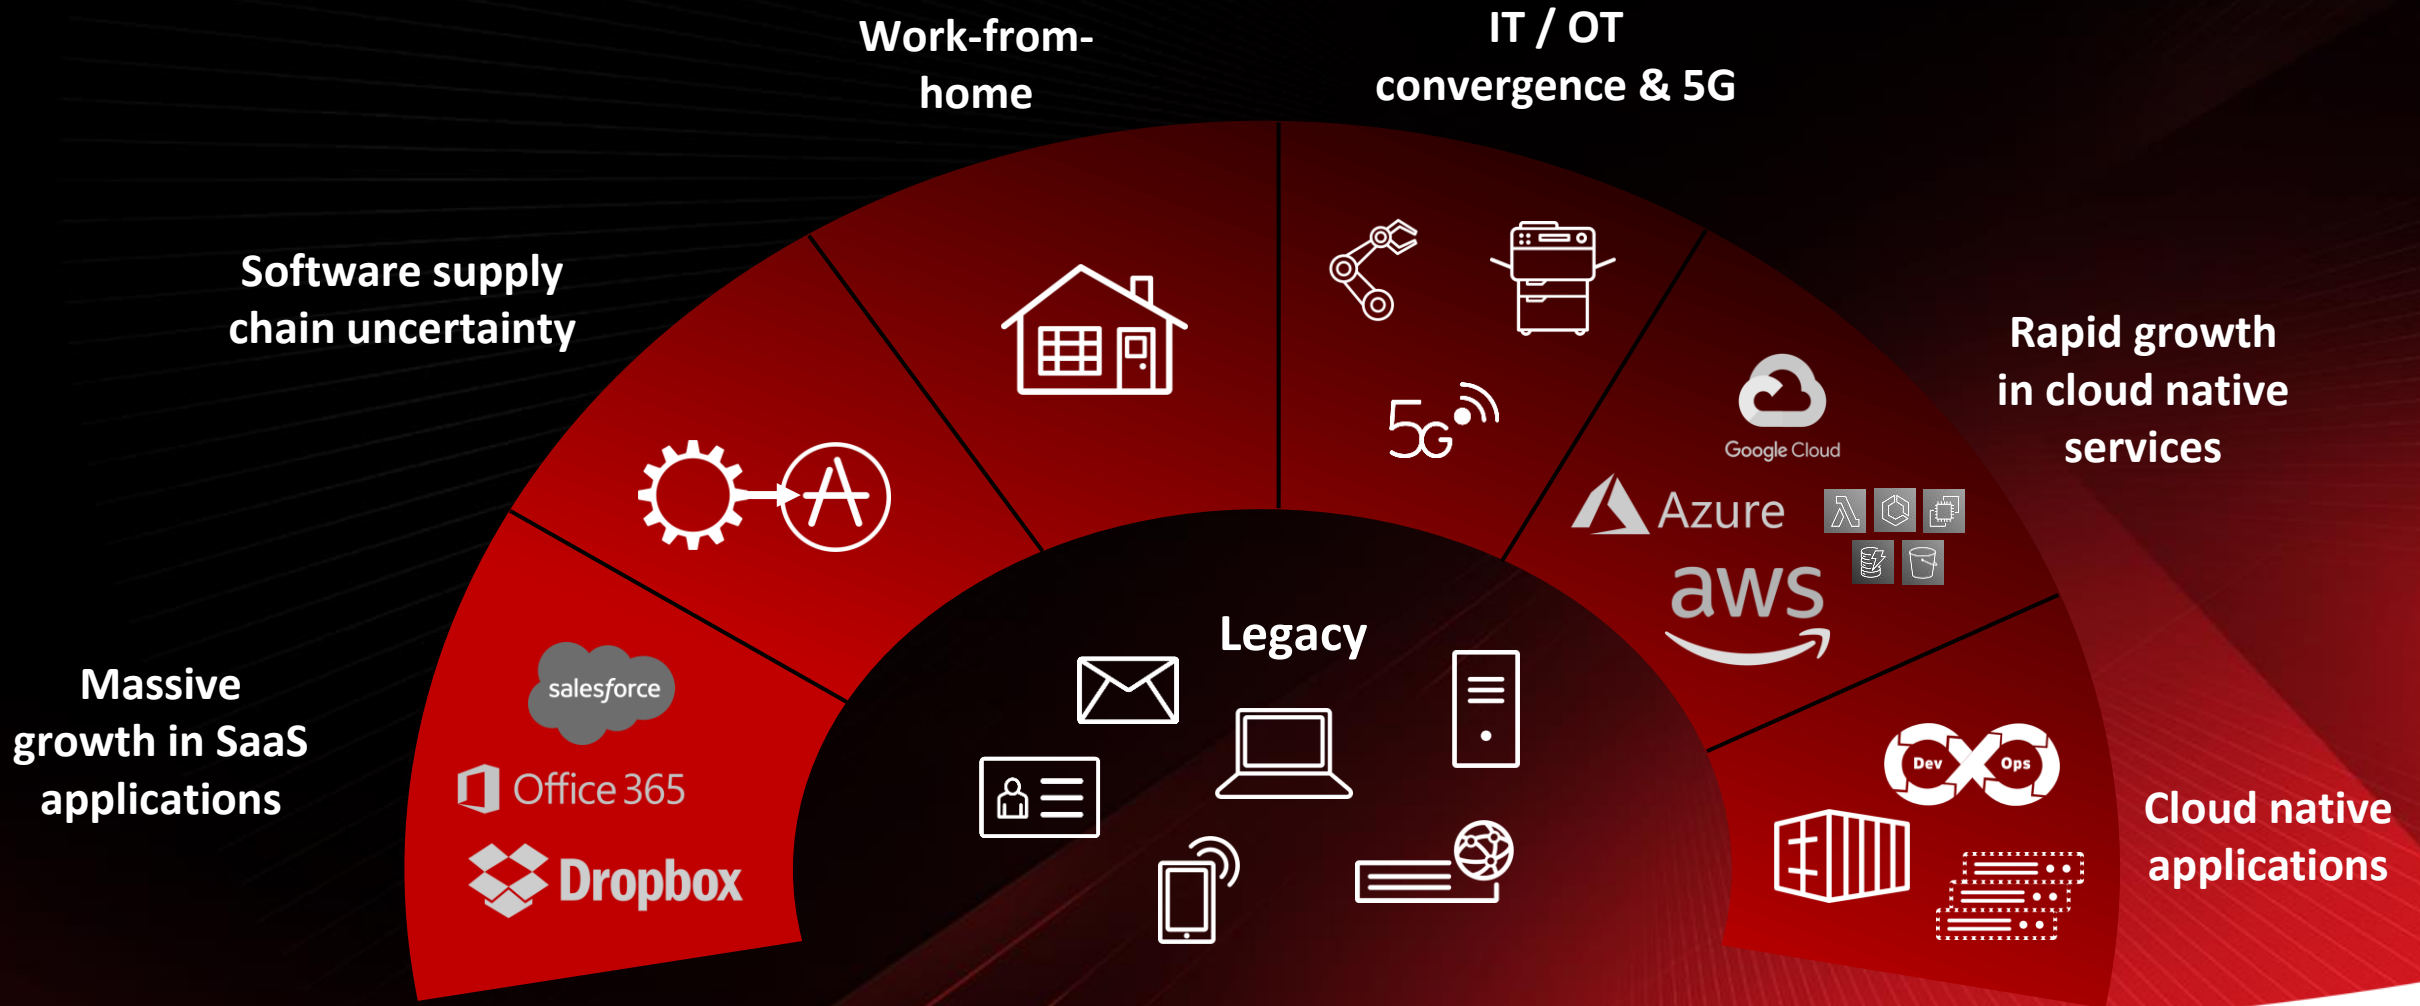 Work-from-
home
IT / OT
convergence & 5G
Software supply
chain uncertainty
Rapid growth
in cloud native
services
Massive
growth in SaaS
applications
Cloud native
applications
5G
Google Cloud
Azure
aws
salesforce
Office 365
Dropbox
Legacy
Dev Ops